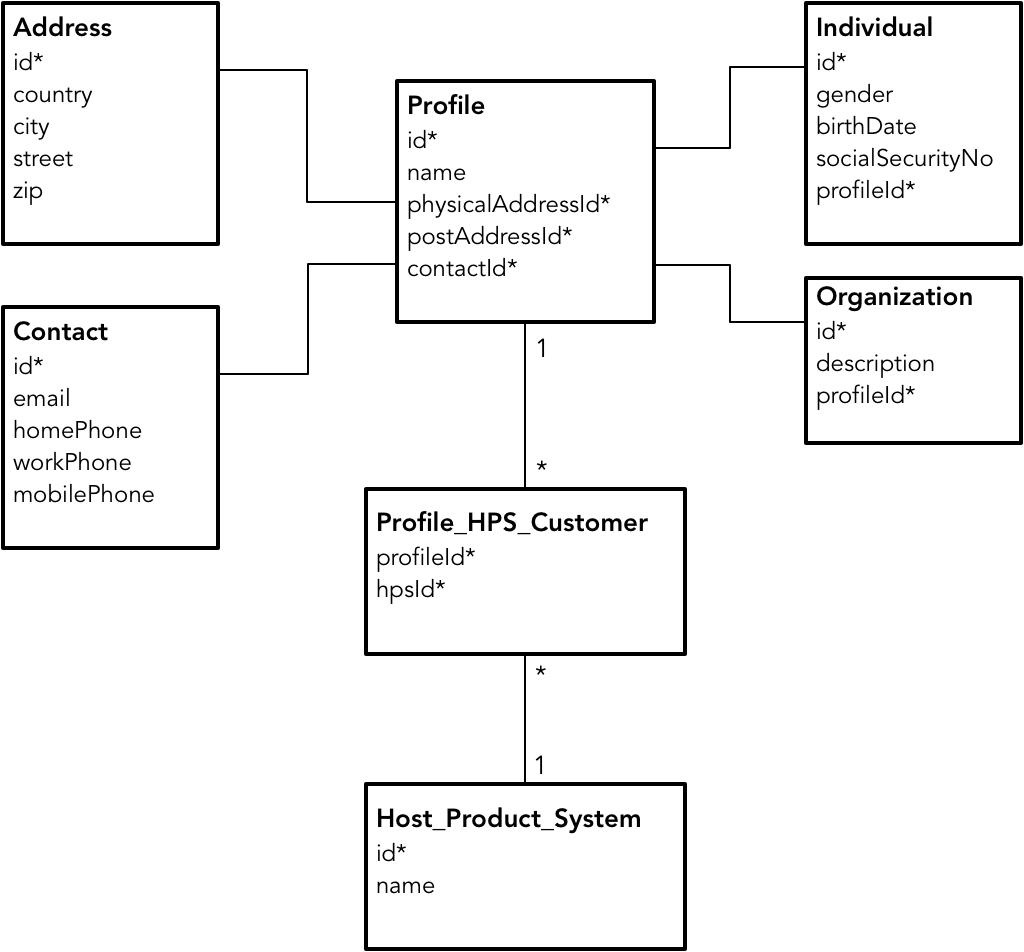 Address
id*
country
city
street
zip
Profile
id*
name
physicalAddressId*
postAddressId*
contactId*
Individual
id*
gender
birthDate
socialSecurityNo
profileId*
Contact
id*
email
homePhone
workPhone
mobilePhone
Organization
id*
description
profileId*
1
*
Profile_HPS_Customer
profileId*
hpsId*
*
1
Host_Product_System
id*
name